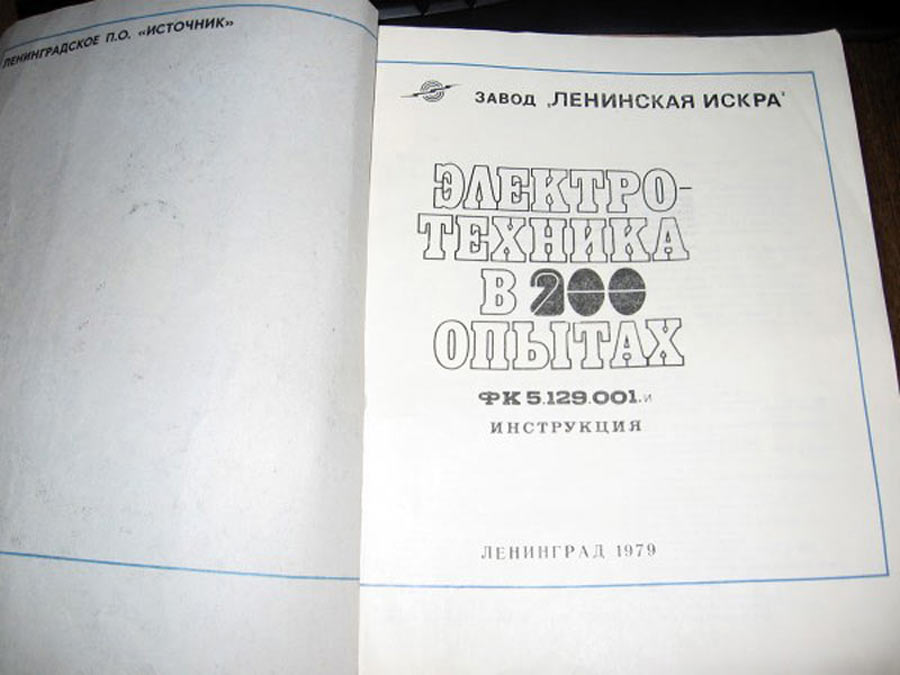 ЛЕНИНГРАДСКОЕ П.О. «ИСТОЧНИК»
ЗАВОД „ЛЕНИНСКАЯ ИСКРА‟
ЭЛЕКТРО-
ТЕХНИКА
В 200
ОПЫТАХ
ФК 5.129.001.и
ИНСТРУКЦИЯ
ЛЕНИНГРАД 1979